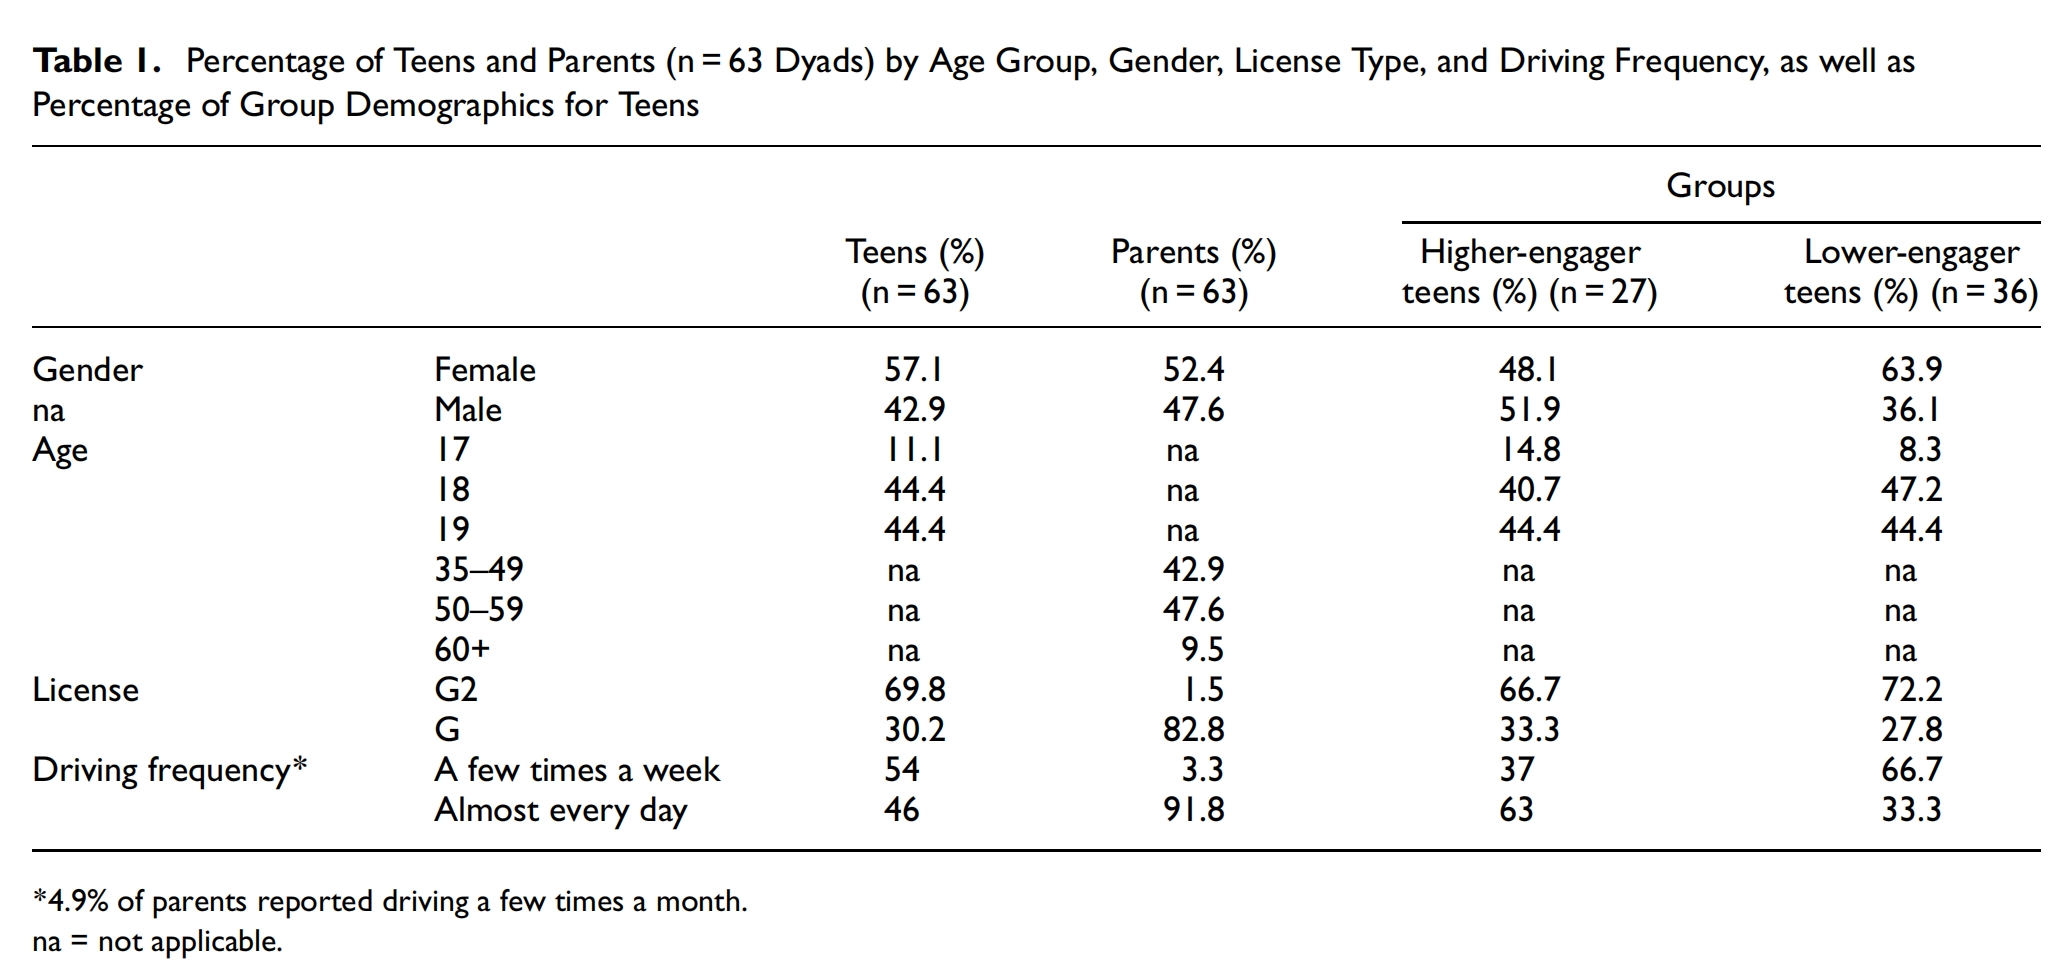 Table 1. Percentage of Teens and Parents (n = 63 Dyads) by Age Group, Gender, License Type, and Driving Frequency, as well as
Percentage of Group Demographics for Teens
Groups
Teens (%) Parents (%) Higher-engager Lower-engager
(n = 63) (n = 63) teens (%) (n = 27) teens (%) (n = 36)
Gender Female 57.1 52.4 48.1 63.9
na Male 42.9 47.6 51.9 36.1
Age 17 11.1 na 14.8 8.3
18 44.4 na 40.7 47.2
19 44.4 na 44.4 44.4
35–49 na 42.9 na na
50–59 na 47.6 na na
60+ na 9.5 na na
License G2 69.8 1.5 66.7 72.2
G 30.2 82.8 33.3 27.8
Driving frequency* A few times a week 54 3.3 37 66.7
Almost every day 46 91.8 63 33.3
*4.9% of parents reported driving a few times a month.
na = not applicable.